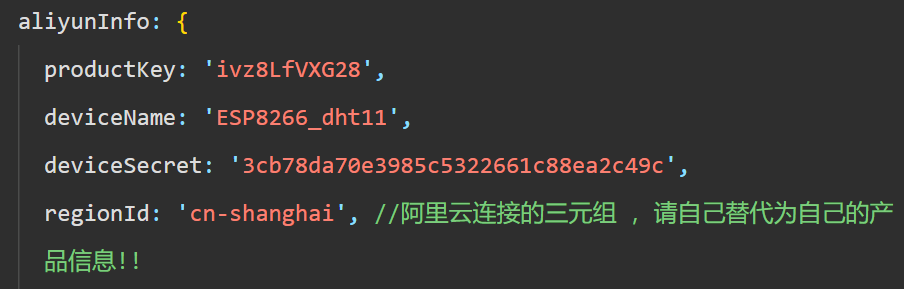 aliyunInfo: {
productKey: 'ivz8LfVXG28',
deviceName: 'ESP8266_dht11',
deviceSecret: '3cb78da70e3985c5322661c88ea2c49c',
regionId: 'cn-shanghai', //阿里云连接的三元组 ,请自己替代为自己的产
品信息!!